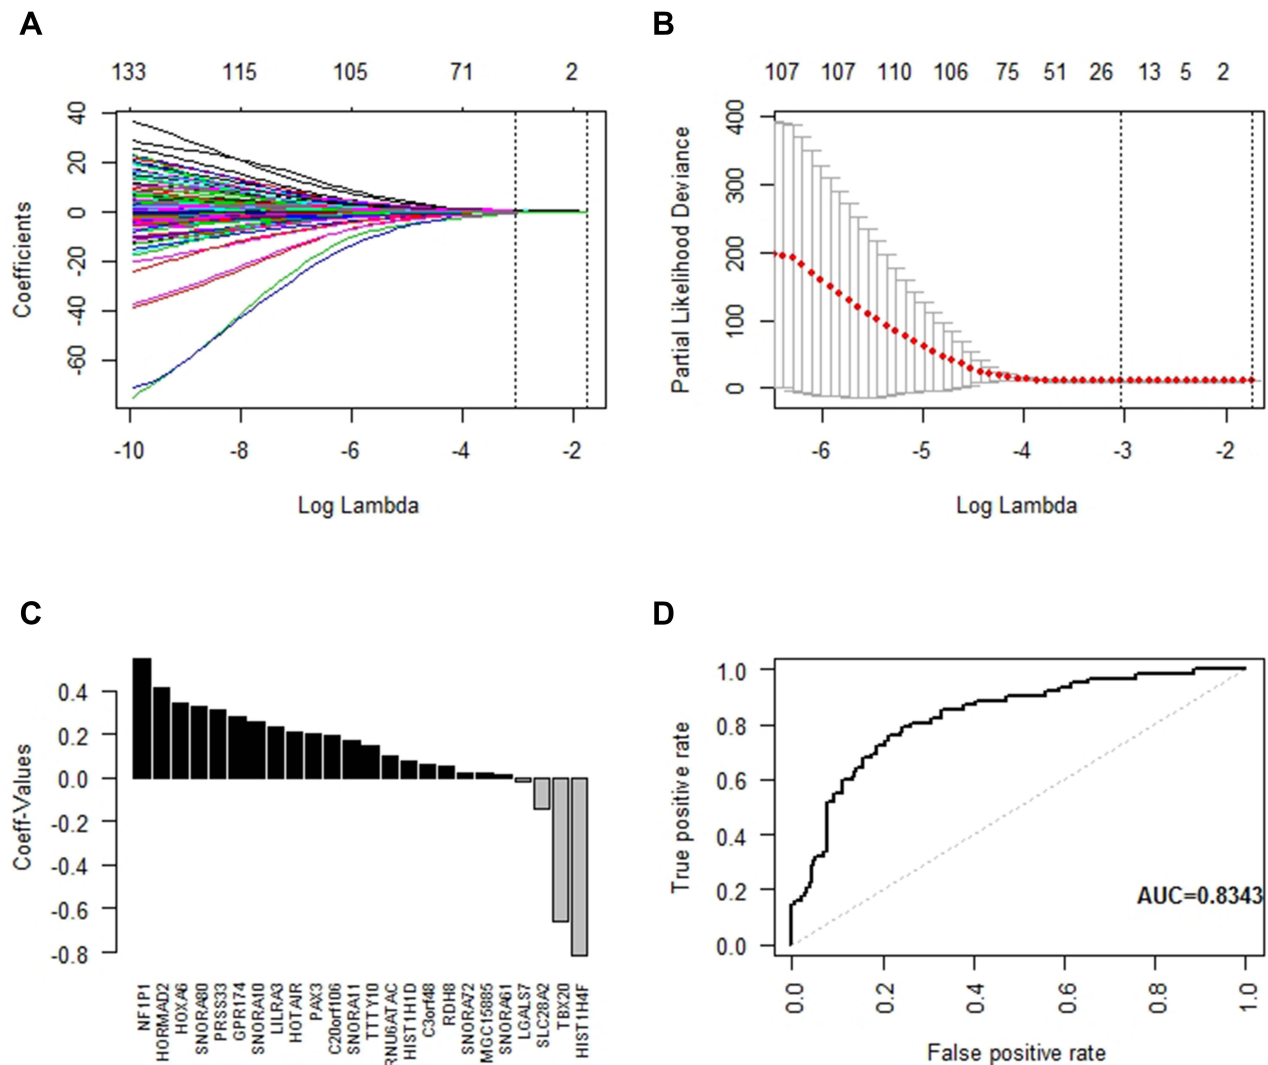 A
133 115 105 71 2
40
20
0
-20
-40
-60
Coefficients
-10 -8 -6 -4 -2
Log Lambda
B
107 107 110 106 75 51 26 13 5 2
400
300
200
100
0
Partial Likelihood Deviance
-6 -5 -4 -3 -2
Log Lambda
C
0.4
0.2
0.0
-0.2
-0.4
-0.6
-0.8
Coeff-Values
NF1P1
HORMAD2
HOXA6
SNORA80
PRSS33
GPR174
SNORA10
LILRA3
HOTAIR
PAX3
C20orf106
SNORA11
TTTY10
RNU6ATAC
HIST1H1D
C3orf48
RDH8
SNORA72
MGC15885
SNORA61
LGALS7
SLC28A2
TBX20
HIST1H4F
D
1.0
0.8
0.6
0.4
0.2
0.0
True positive rate
AUC=0.8343
0.0 0.2 0.4 0.6 0.8 1.0
False positive rate